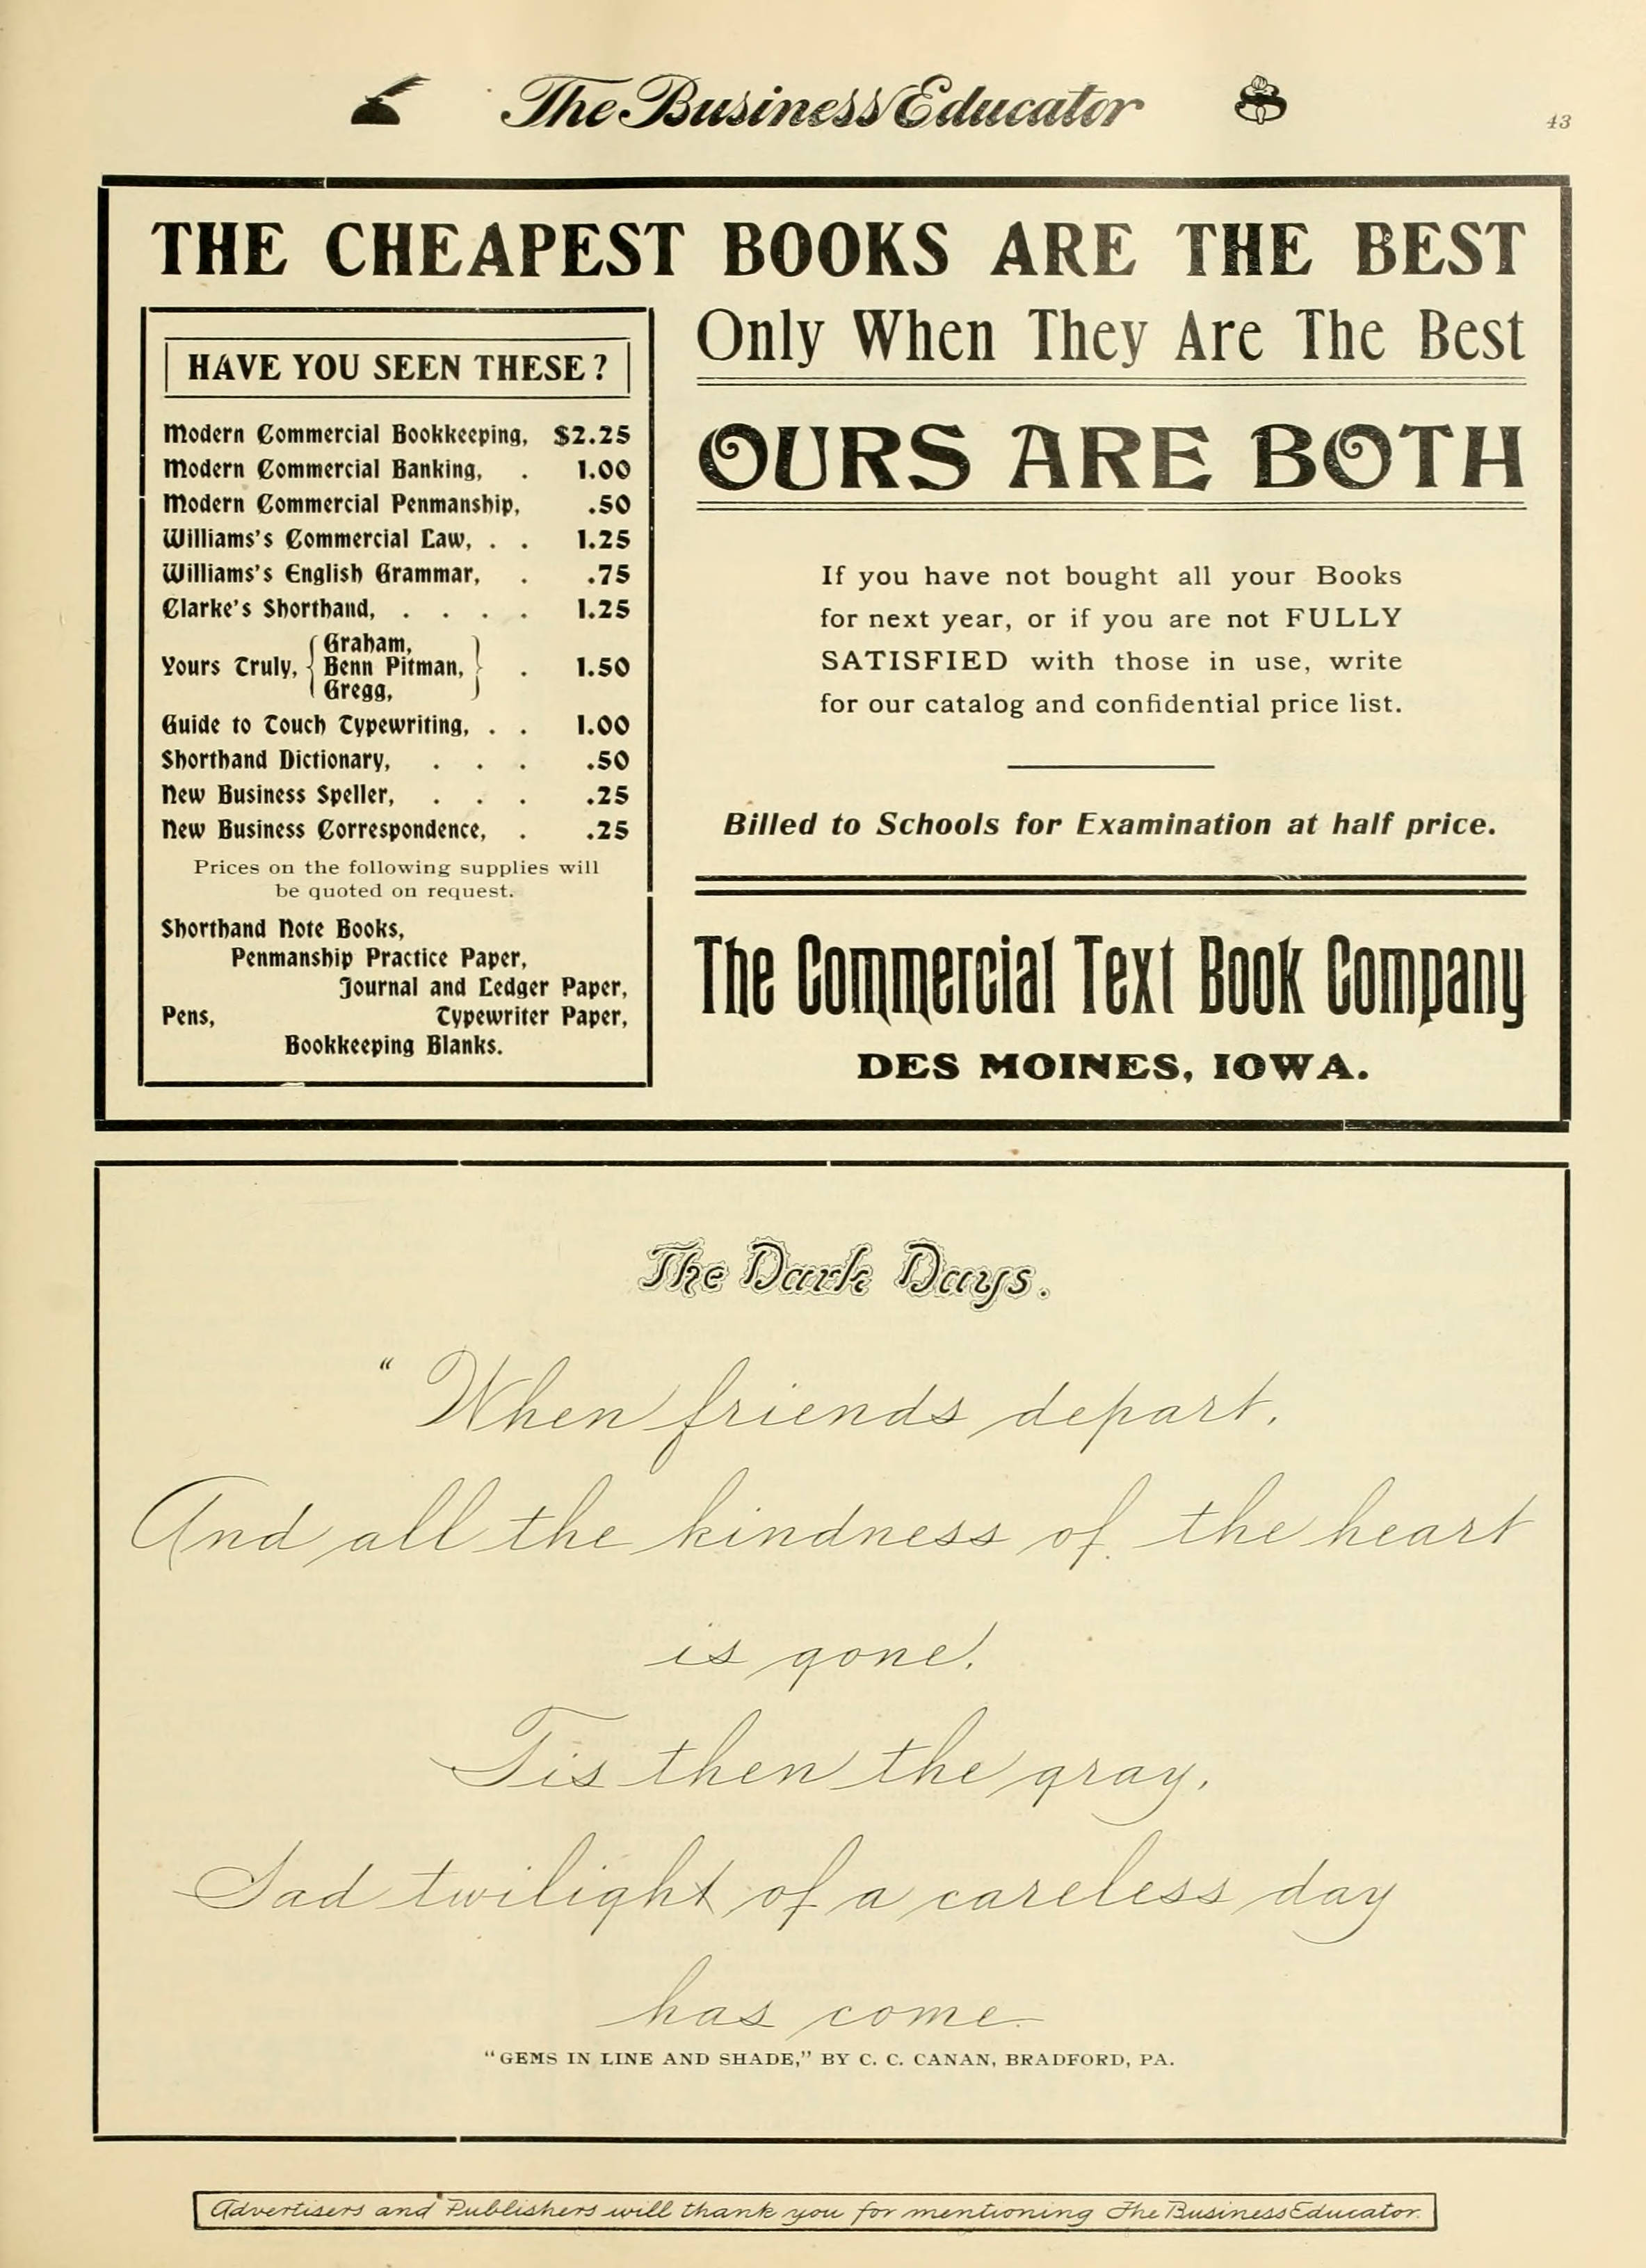 The Business Educator
43
THE CHEAPEST BOOKS ARE THE BEST
Only When They Are The Best
OURS ARE BOTH
HAVE YOU SEEN THESE?
Modern Commercial Bookkeeping, $2.25
Modern Commercial Banking, . 1.00
Modern Commercial Penmanship, .50
Williams's Commercial Law, . . 1.25
Williams's English Grammar, . .75
Clarke's Shorthand, . . . . 1.25
Graham,
Yours Truly, { Benn Pitman, } . 1.50
Gregg,
Guide to Touch Typewriting, . . 1.00
Shorthand Dictionary, . . . .50
New Business Speller, . . . .25
New Business Correspondence, . .25
Prices on the following supplies will
be quoted on request.
Shorthand Note Books,
Penmanship Practice Paper,
Journal and Ledger Paper,
Pens, Typewriter Paper,
Bookkeeping Blanks.
If you have not bought all your Books
for next year, or if you are not FULLY
SATISFIED with those in use, write
for our catalog and confidential price list.
Billed to Schools for Examination at half price.
The Commercial Text Book Company
DES MOINES, IOWA.
The Dark Days.
"When friends depart,
And all the kindness of the heart
is gone,
Tis then the gray,
Sad twilight of a careless day
has come.
"GEMS IN LINE AND SHADE," BY C. C. CANAN, BRADFORD, PA.
Advertisers and Publishers will thank you for mentioning The Business Educator.